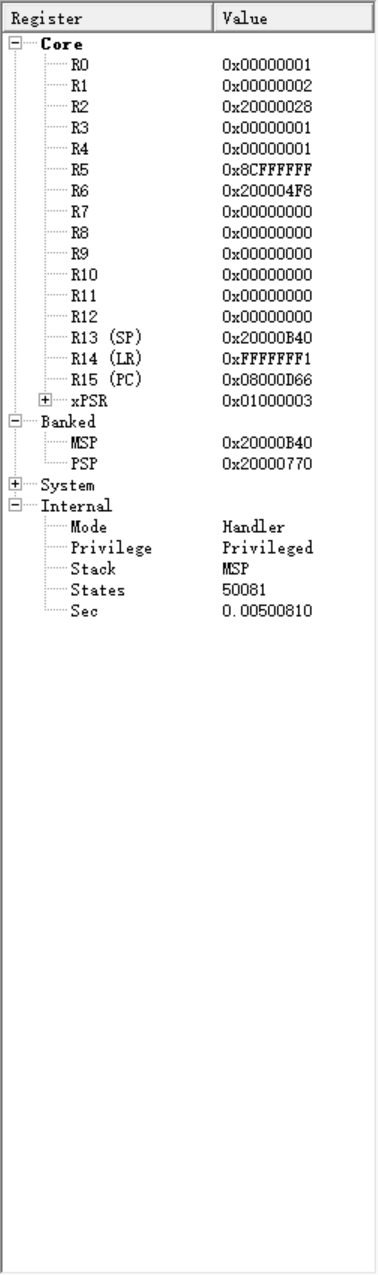 Register Value
Core
R0 0x00000001
R1 0x00000002
R2 0x20000028
R3 0x00000001
R4 0x00000001
R5 0x8CFFFFFF
R6 0x200004F8
R7 0x00000000
R8 0x00000000
R9 0x00000000
R10 0x00000000
R11 0x00000000
R12 0x00000000
R13 (SP) 0x20000B40
R14 (LR) 0xFFFFFFF1
R15 (PC) 0x08000D66
xPSR 0x01000003
Banked
MSP 0x20000B40
PSP 0x20000770
System
Internal
Mode Handler
Privilege Privileged
Stack MSP
States 50081
Sec 0.00500810